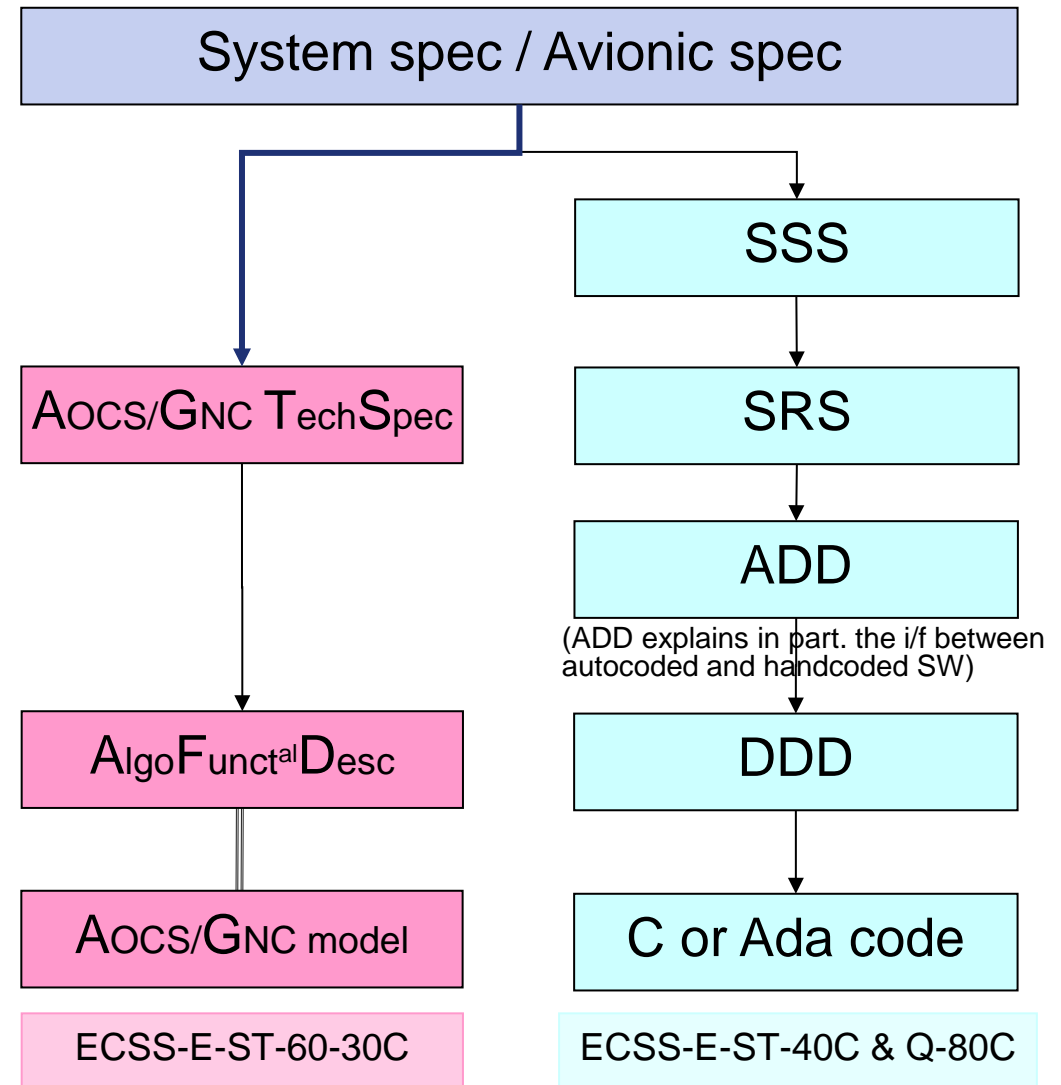 System spec / Avionic spec
SSS
AOCS/GNC TechSpec
SRS
ADD
(ADD explains in part. the i/f between
autocoded and handcoded SW)
AlgoFunctalDesc
DDD
AOCS/GNC model
C or Ada code
ECSS-E-ST-60-30C
ECSS-E-ST-40C & Q-80C